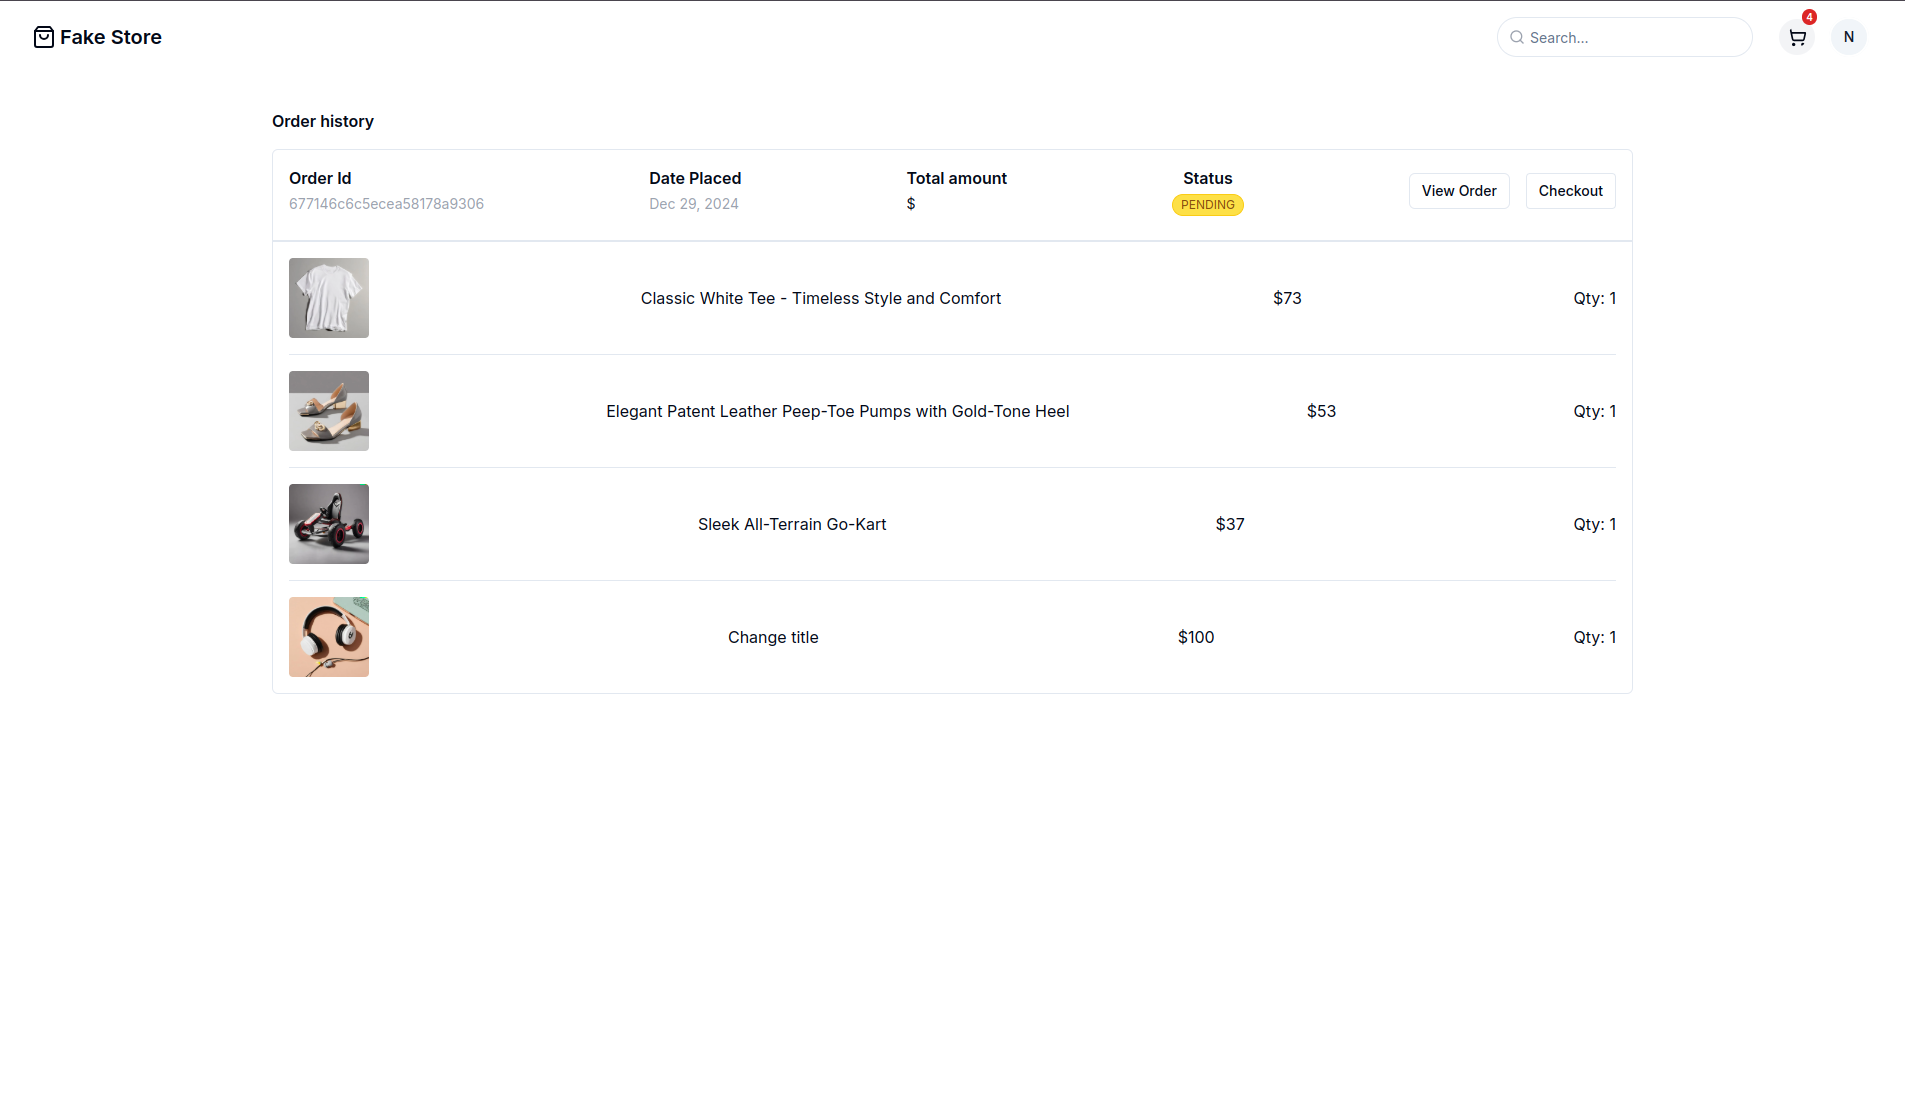 Fake Store
Search...
4
N
Order history
Order Id
677146c6c5ecea58178a9306
Date Placed
Dec 29, 2024
Total amount
$
Status
PENDING
View Order
Checkout
Classic White Tee - Timeless Style and Comfort
$73
Qty: 1
Elegant Patent Leather Peep-Toe Pumps with Gold-Tone Heel
$53
Qty: 1
Sleek All-Terrain Go-Kart
$37
Qty: 1
Change title
$100
Qty: 1